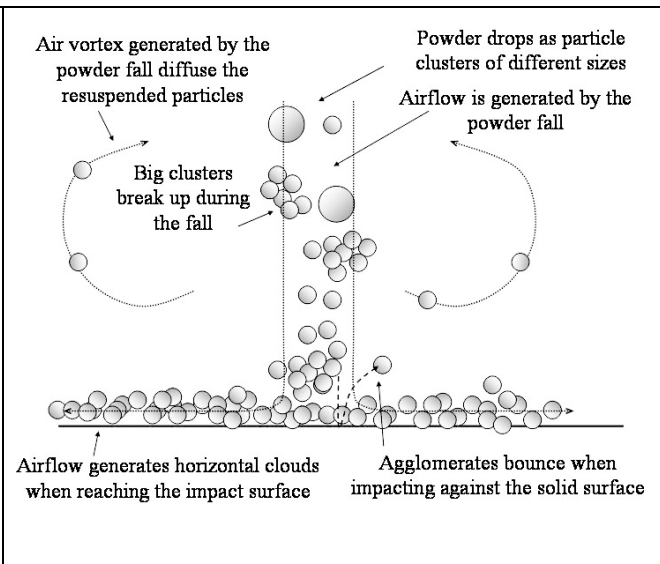 Air vortex generated by the
powder fall diffuse the
resuspended particles
Powder drops as particle
clusters of different sizes
Airflow is generated by the
powder fall
Big clusters
break up during
the fall
Airflow generates horizontal clouds
when reaching the impact surface
Agglomerates bounce when
impacting against the solid surface